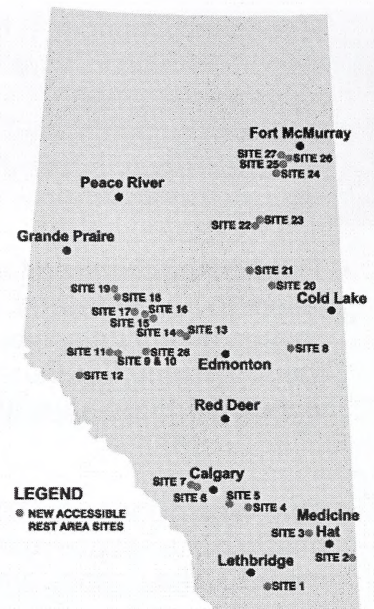 Fort McMurray
SITE 27
SITE 26
SITE 25
SITE 24
Peace River
SITE 23
SITE 22
Grande Praire
SITE 21
SITE 19
SITE 20
SITE 18
Cold Lake
SITE 17
SITE 16
SITE 15
SITE 14
SITE 13
SITE 11
SITE 28
SITE 8
SITE 9 & 10
Edmonton
SITE 12
Red Deer
Calgary
SITE 7
SITE 6
SITE 5
SITE 4
LEGEND
NEW ACCESSIBLE
REST AREA SITES
Medicine
Hat
SITE 3
SITE 2
Lethbridge
SITE 1